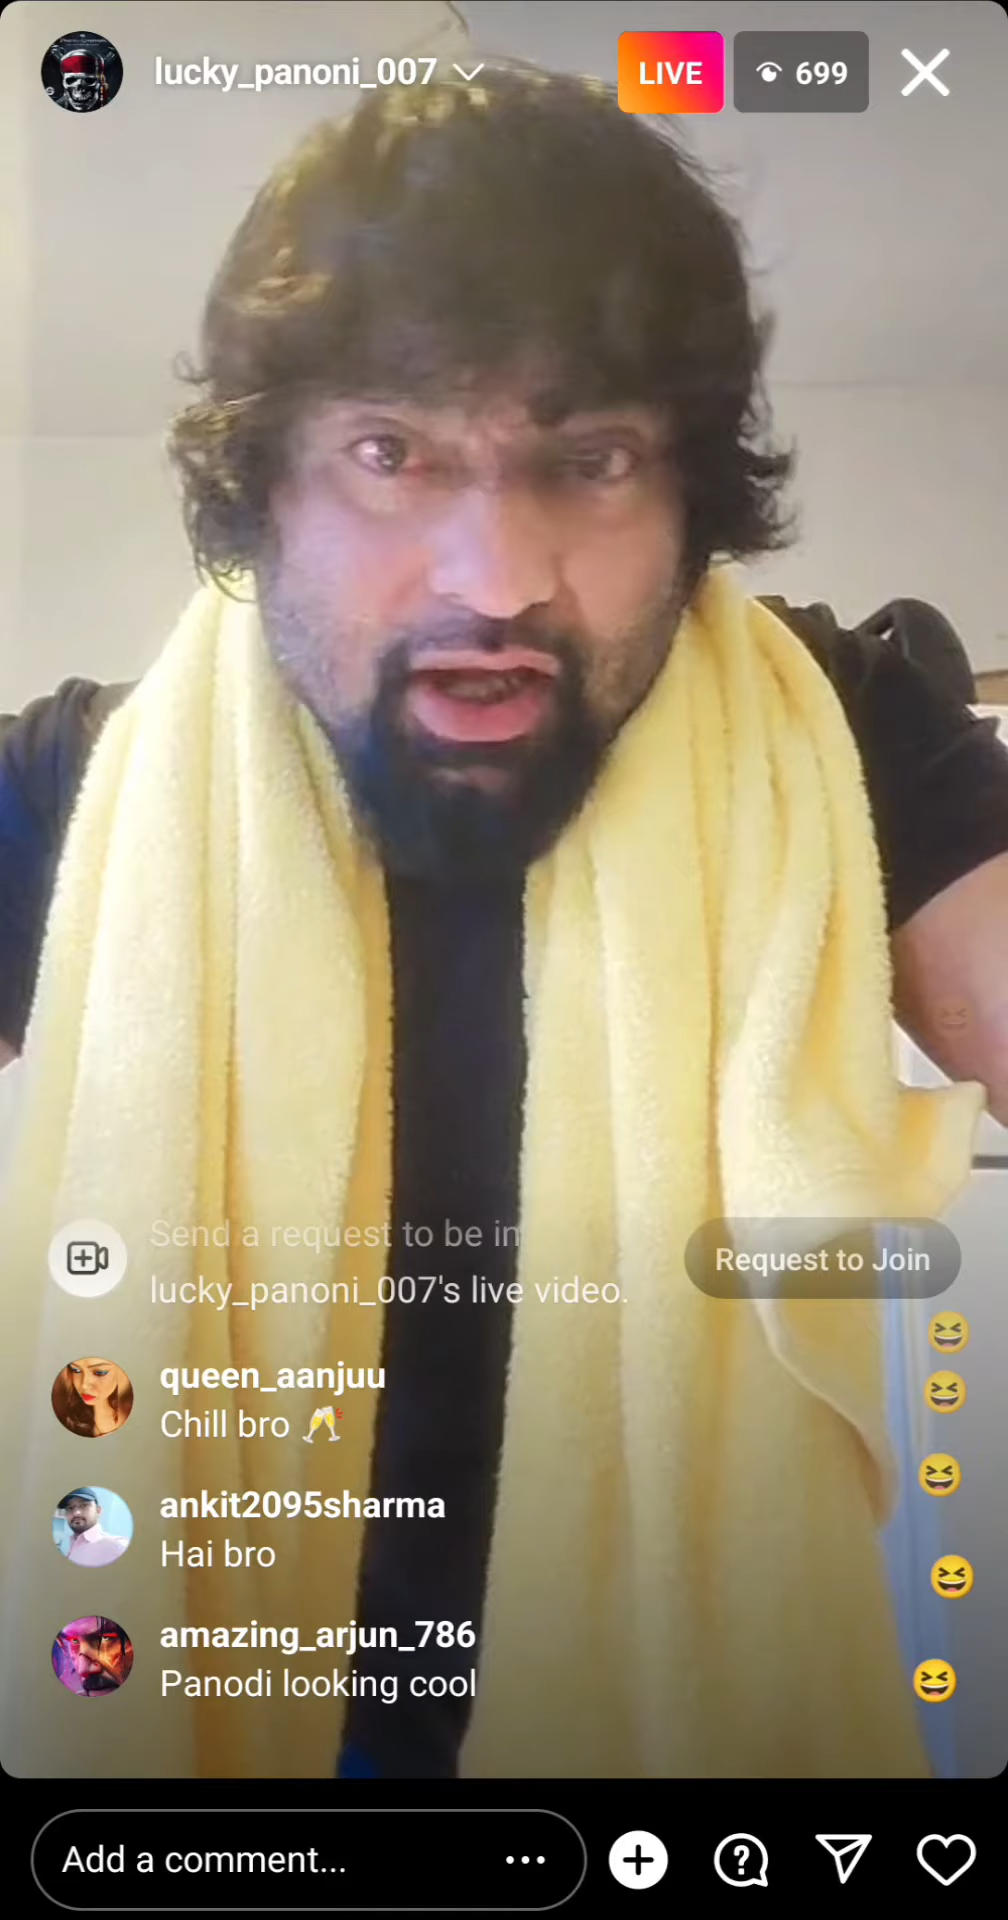 lucky_panoni_007
LIVE
699
Send a request to be in
lucky_panoni_007's live video.
Request to Join
queen_aanjuu
Chill bro 🥂
ankit2095sharma
Hai bro
amazing_arjun_786
Panodi looking cool
Add a comment...